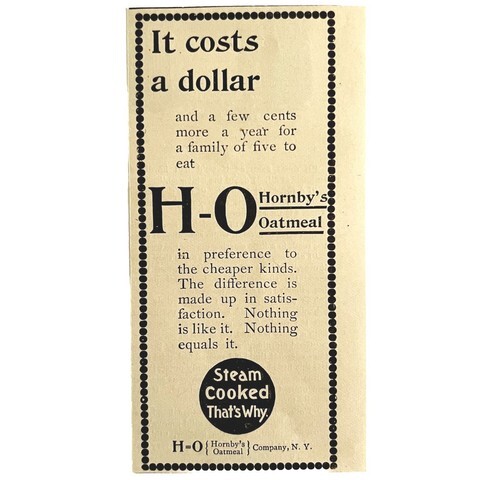 It costs
a dollar
and a few cents
more a year for
a family of five to
eat
H-O Hornby's
Oatmeal
in preference to
the cheaper kinds.
The difference is
made up in satis-
faction. Nothing
is like it. Nothing
equals it.
Steam
Cooked
That's Why.
H=O { Hornby's
Oatmeal } Company, N. Y.